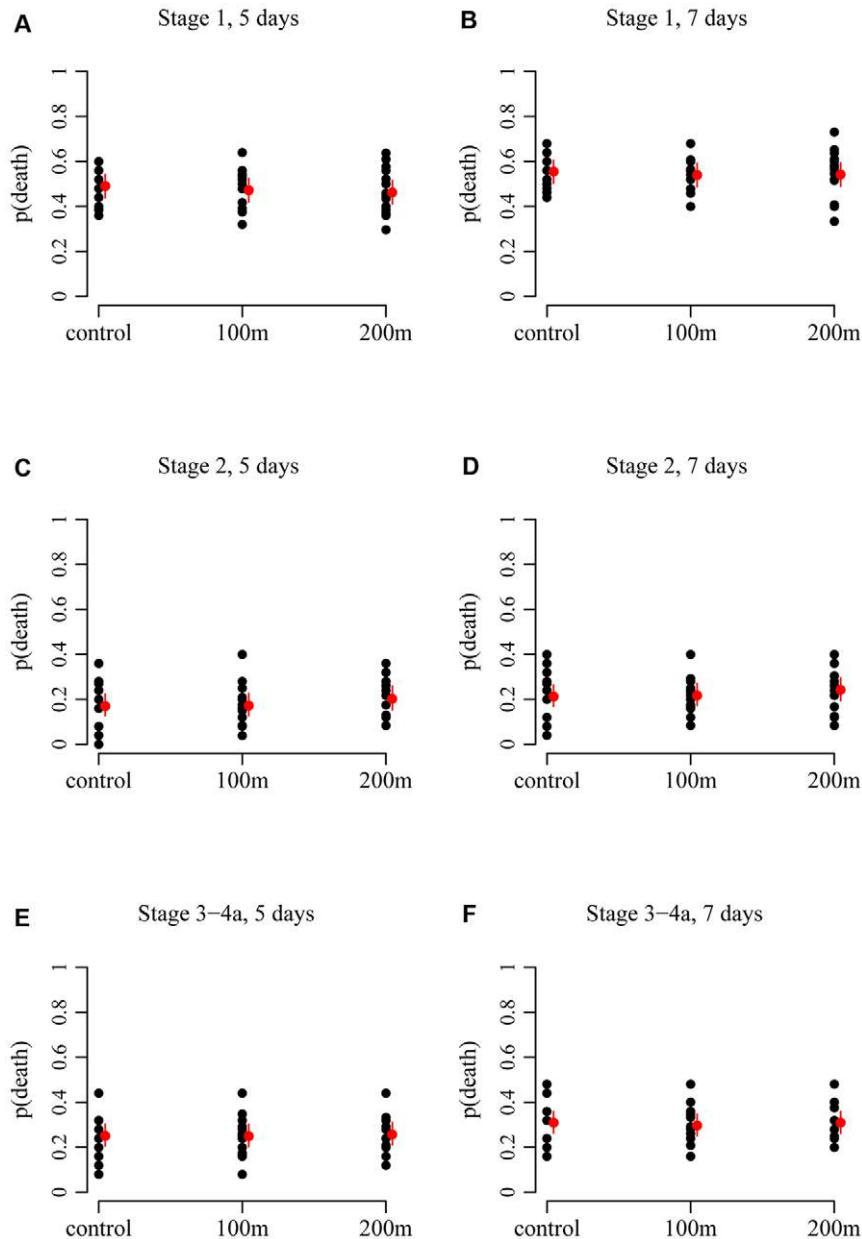 A Stage 1, 5 days
p(death)
1
0.8
0.6
0.4
0.2
0
control 100m 200m
B Stage 1, 7 days
p(death)
1
0.8
0.6
0.4
0.2
0
control 100m 200m
C Stage 2, 5 days
p(death)
1
0.8
0.6
0.4
0.2
0
control 100m 200m
D Stage 2, 7 days
p(death)
1
0.8
0.6
0.4
0.2
0
control 100m 200m
E Stage 3−4a, 5 days
p(death)
1
0.8
0.6
0.4
0.2
0
control 100m 200m
F Stage 3−4a, 7 days
p(death)
1
0.8
0.6
0.4
0.2
0
control 100m 200m